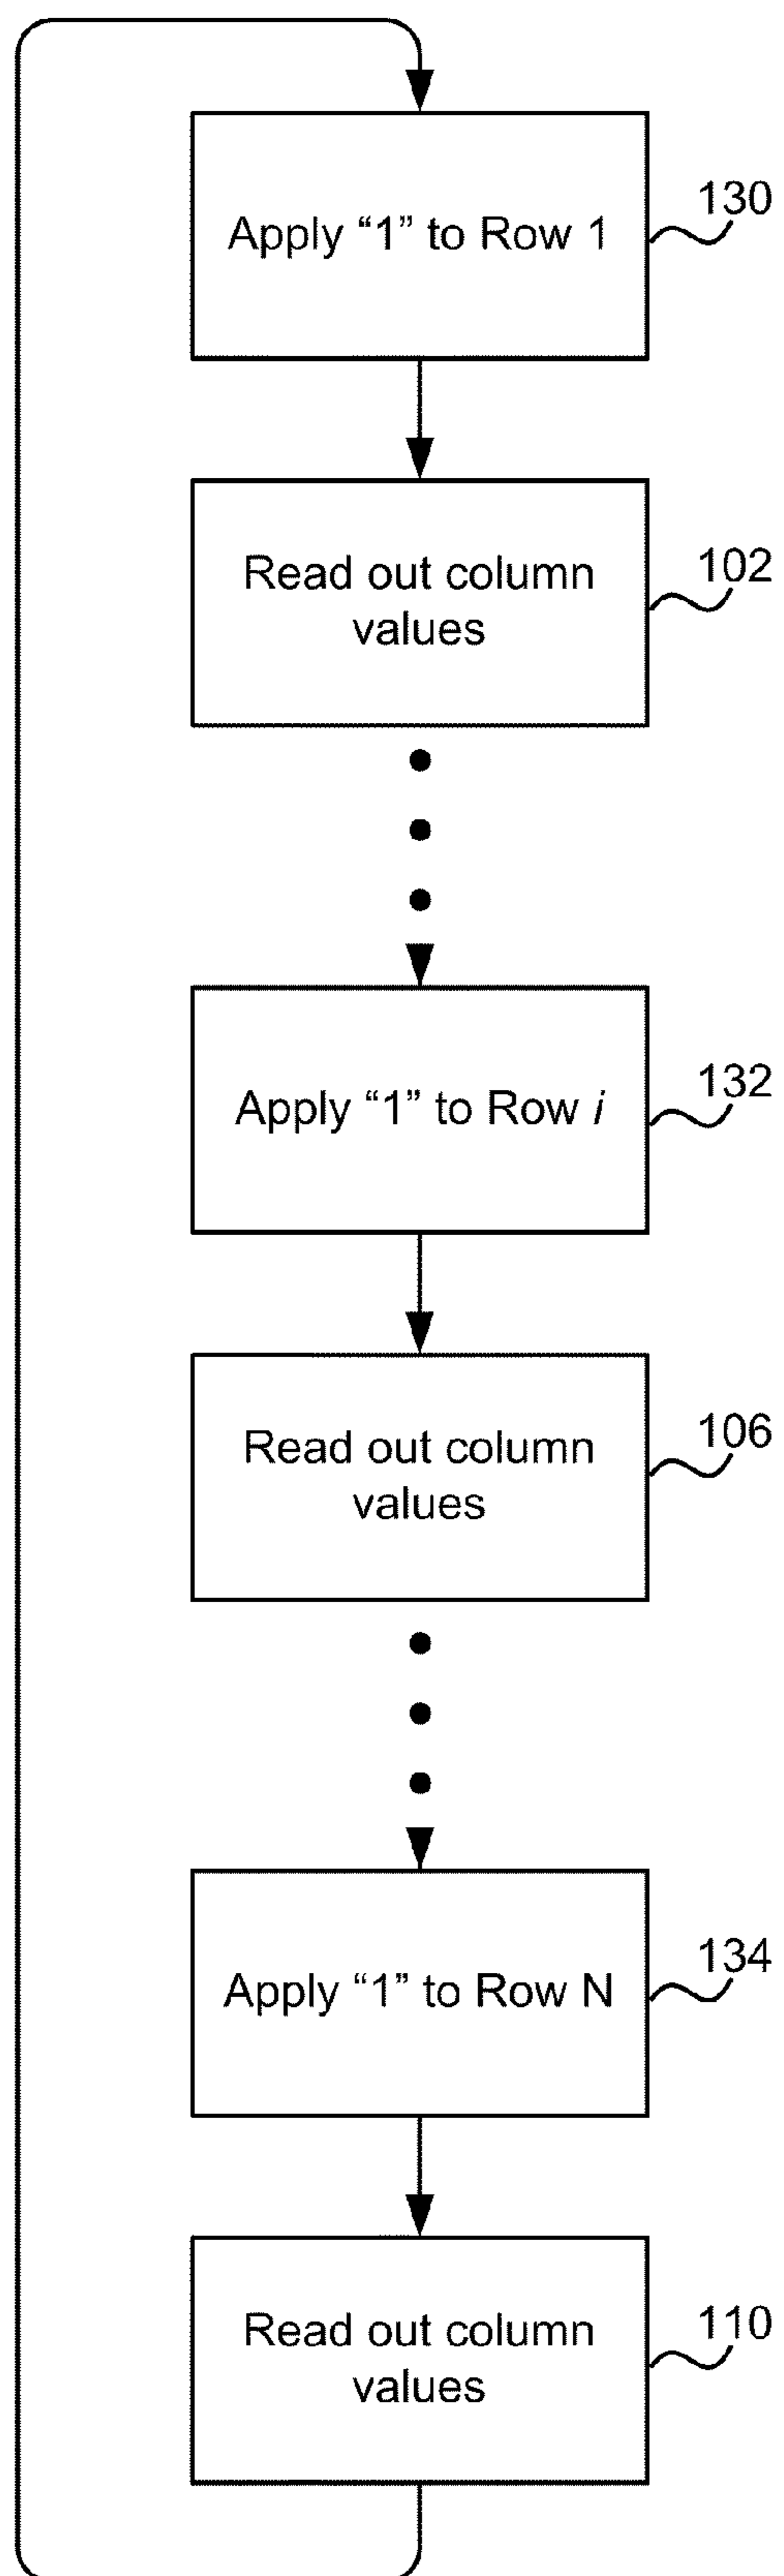 Apply “1” to Row 1
130
Read out column
values
102
Apply “1” to Row i
132
Read out column
values
106
Apply “1” to Row N
134
Read out column
values
110